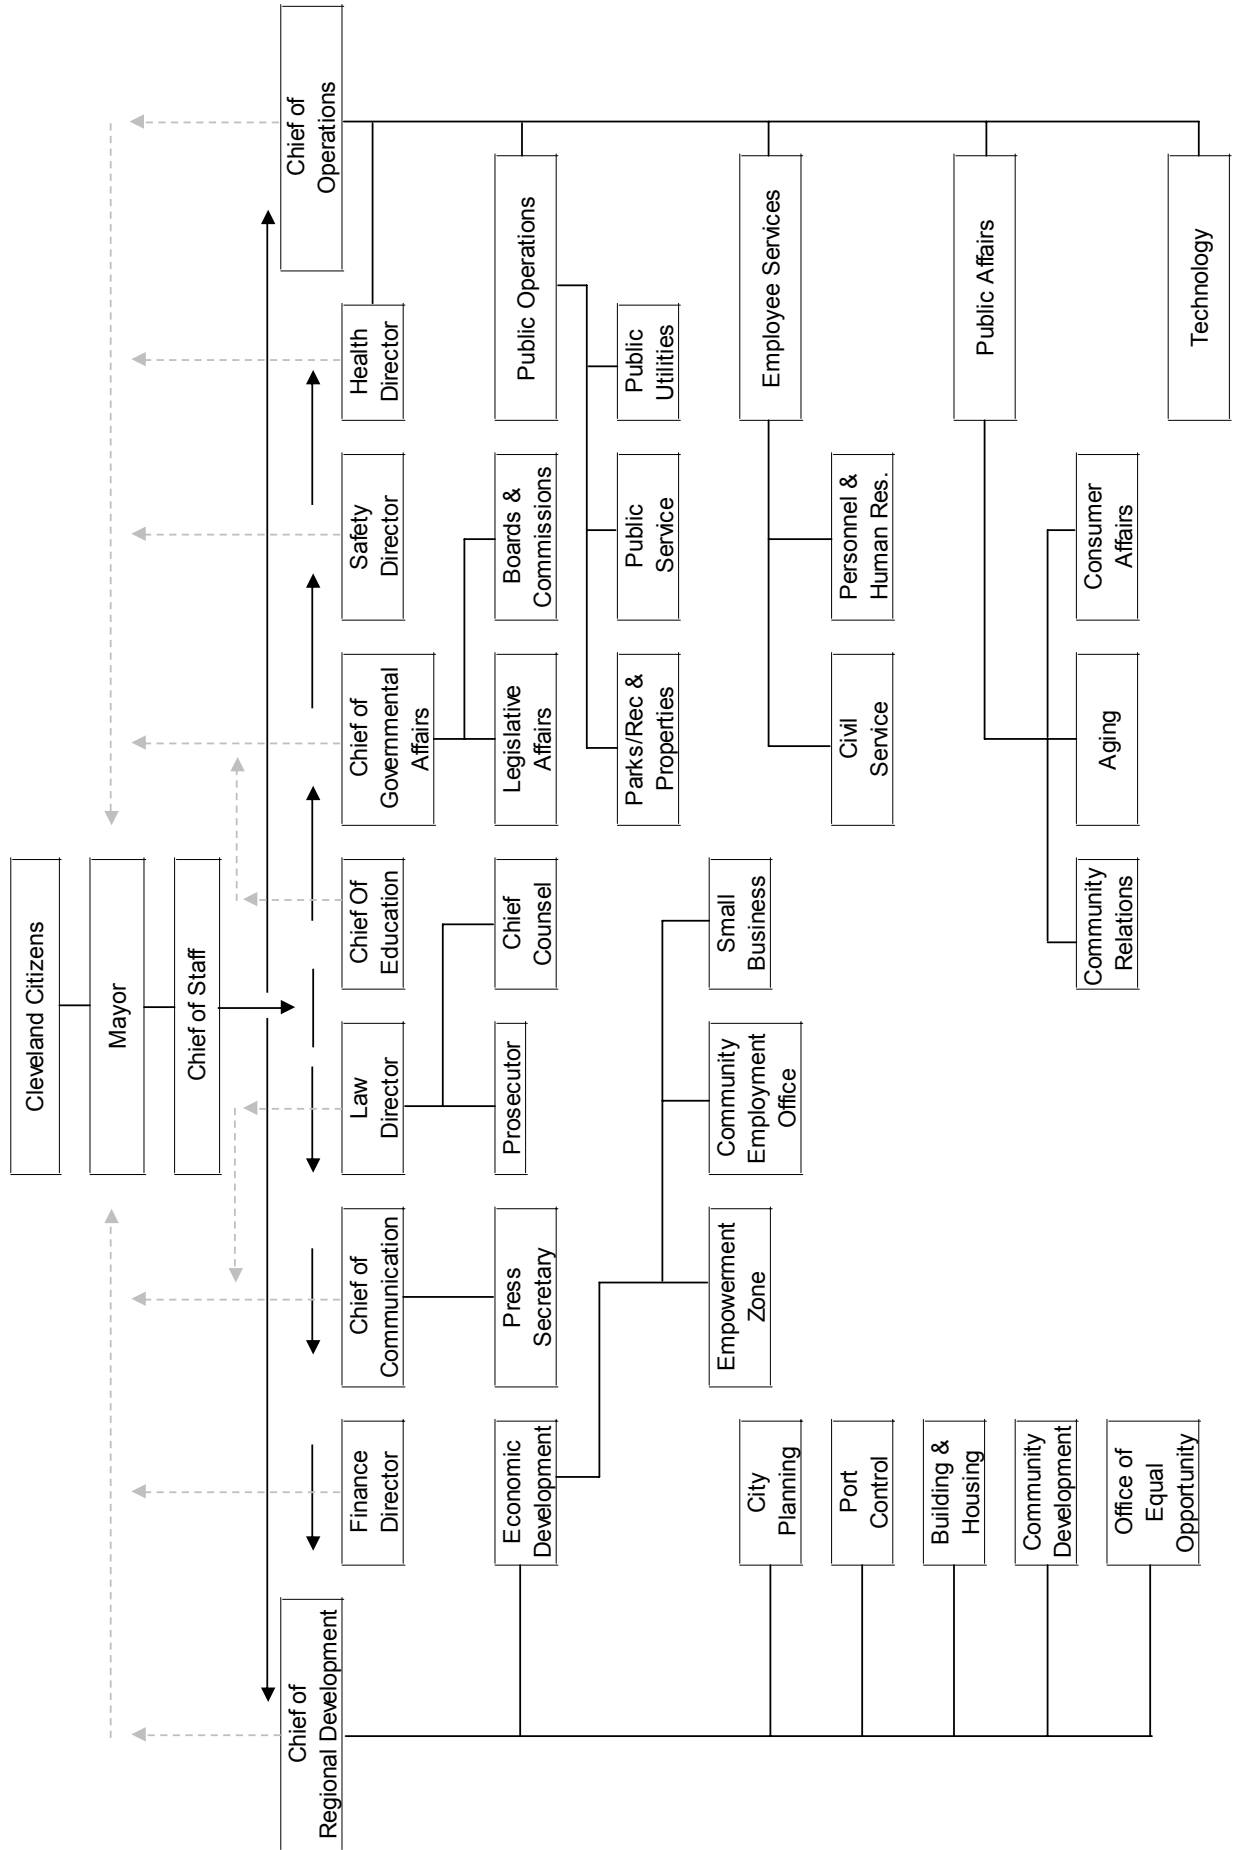 Cleveland Citizens
Mayor
Chief of Staff
Chief of
Regional Development
Finance
Director
Chief of
Communication
Law
Director
Chief Of
Education
Chief of
Governmental
Affairs
Safety
Director
Health
Director
Chief of
Operations
Economic
Development
Press
Secretary
Prosecutor
Chief
Counsel
Legislative
Affairs
Boards &
Commissions
Public Operations
Parks/Rec &
Properties
Public
Service
Public
Utilities
Empowerment
Zone
Community
Employment
Office
Small
Business
City
Planning
Employee Services
Port
Control
Civil
Service
Personnel &
Human Res.
Building &
Housing
Public Affairs
Community
Development
Community
Relations
Aging
Consumer
Affairs
Office of
Equal
Opportunity
Technology